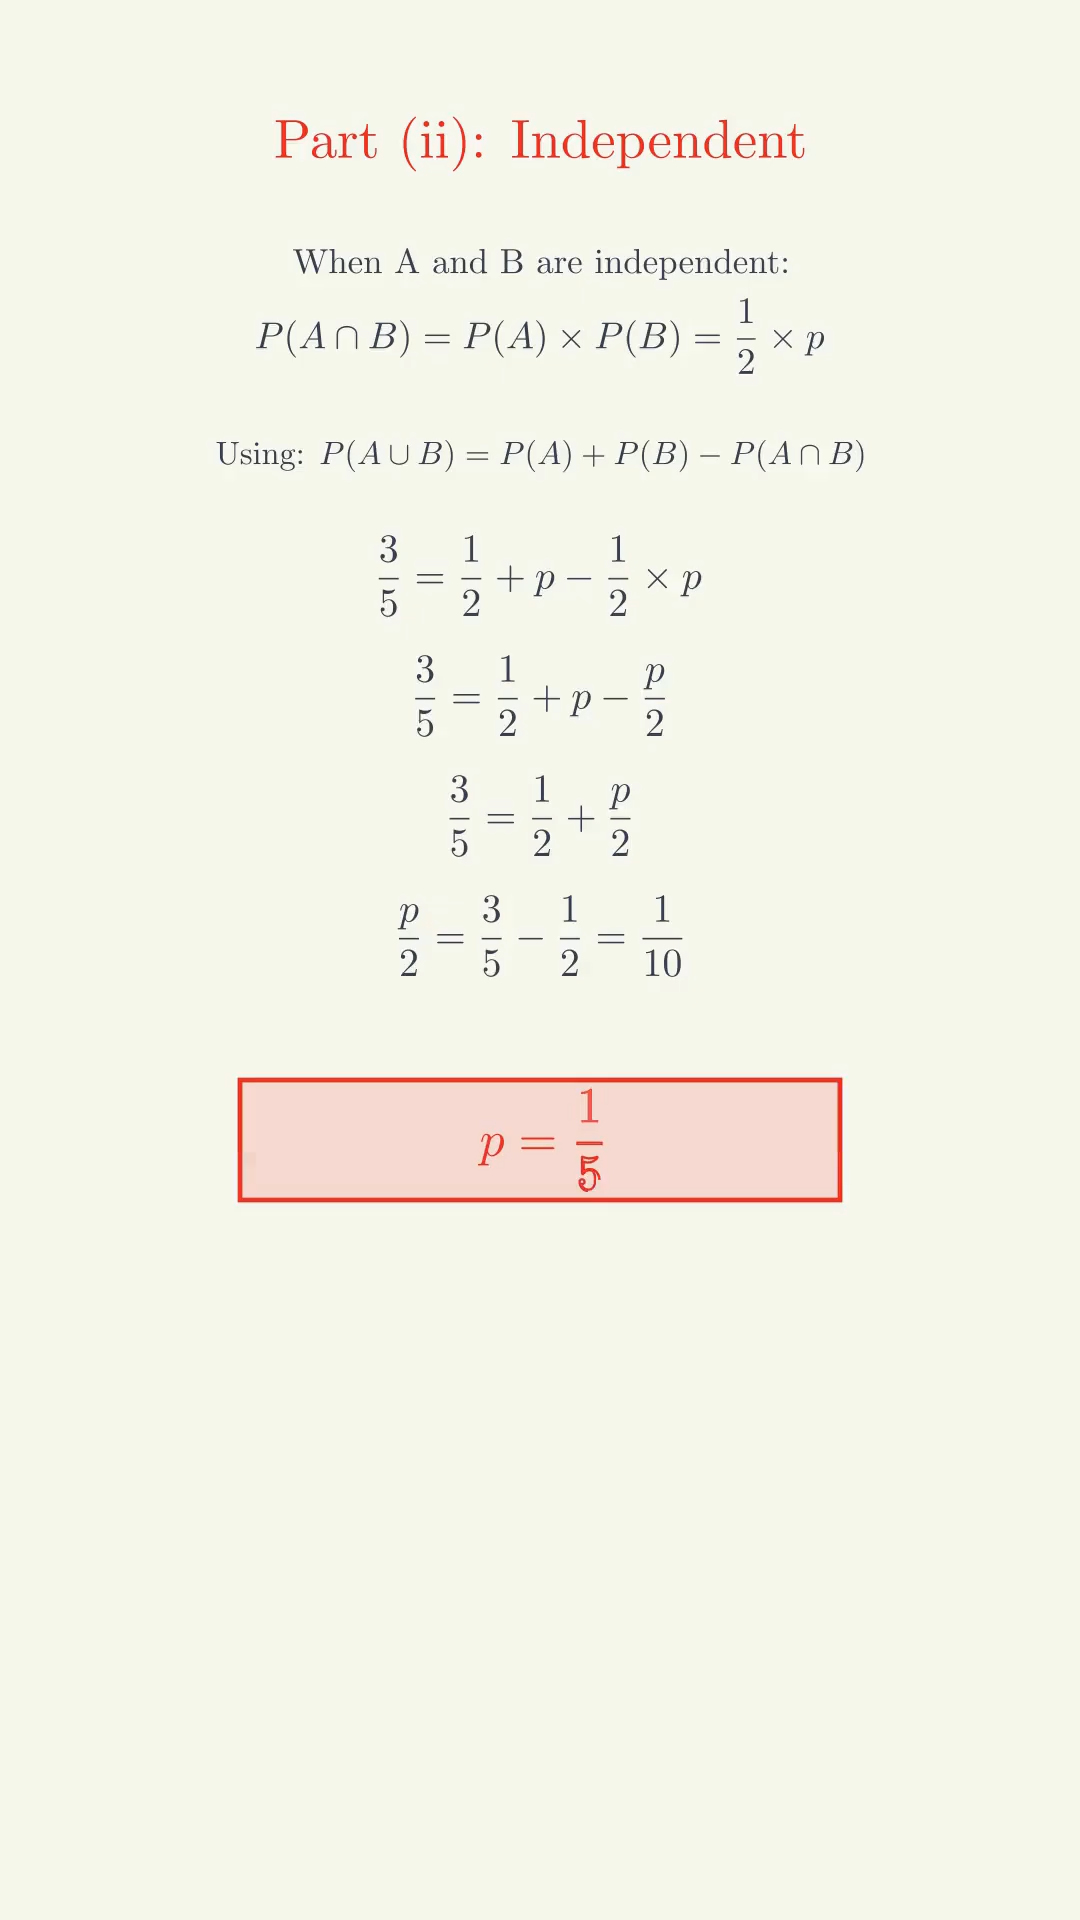 Part (ii): Independent
When A and B are independent:
P(A ∩ B) = P(A) × P(B) = 1/2 × p
Using: P(A ∪ B) = P(A) + P(B) − P(A ∩ B)
3/5 = 1/2 + p − 1/2 × p
3/5 = 1/2 + p − p/2
3/5 = 1/2 + p/2
p/2 = 3/5 − 1/2 = 1/10
p = 1/5